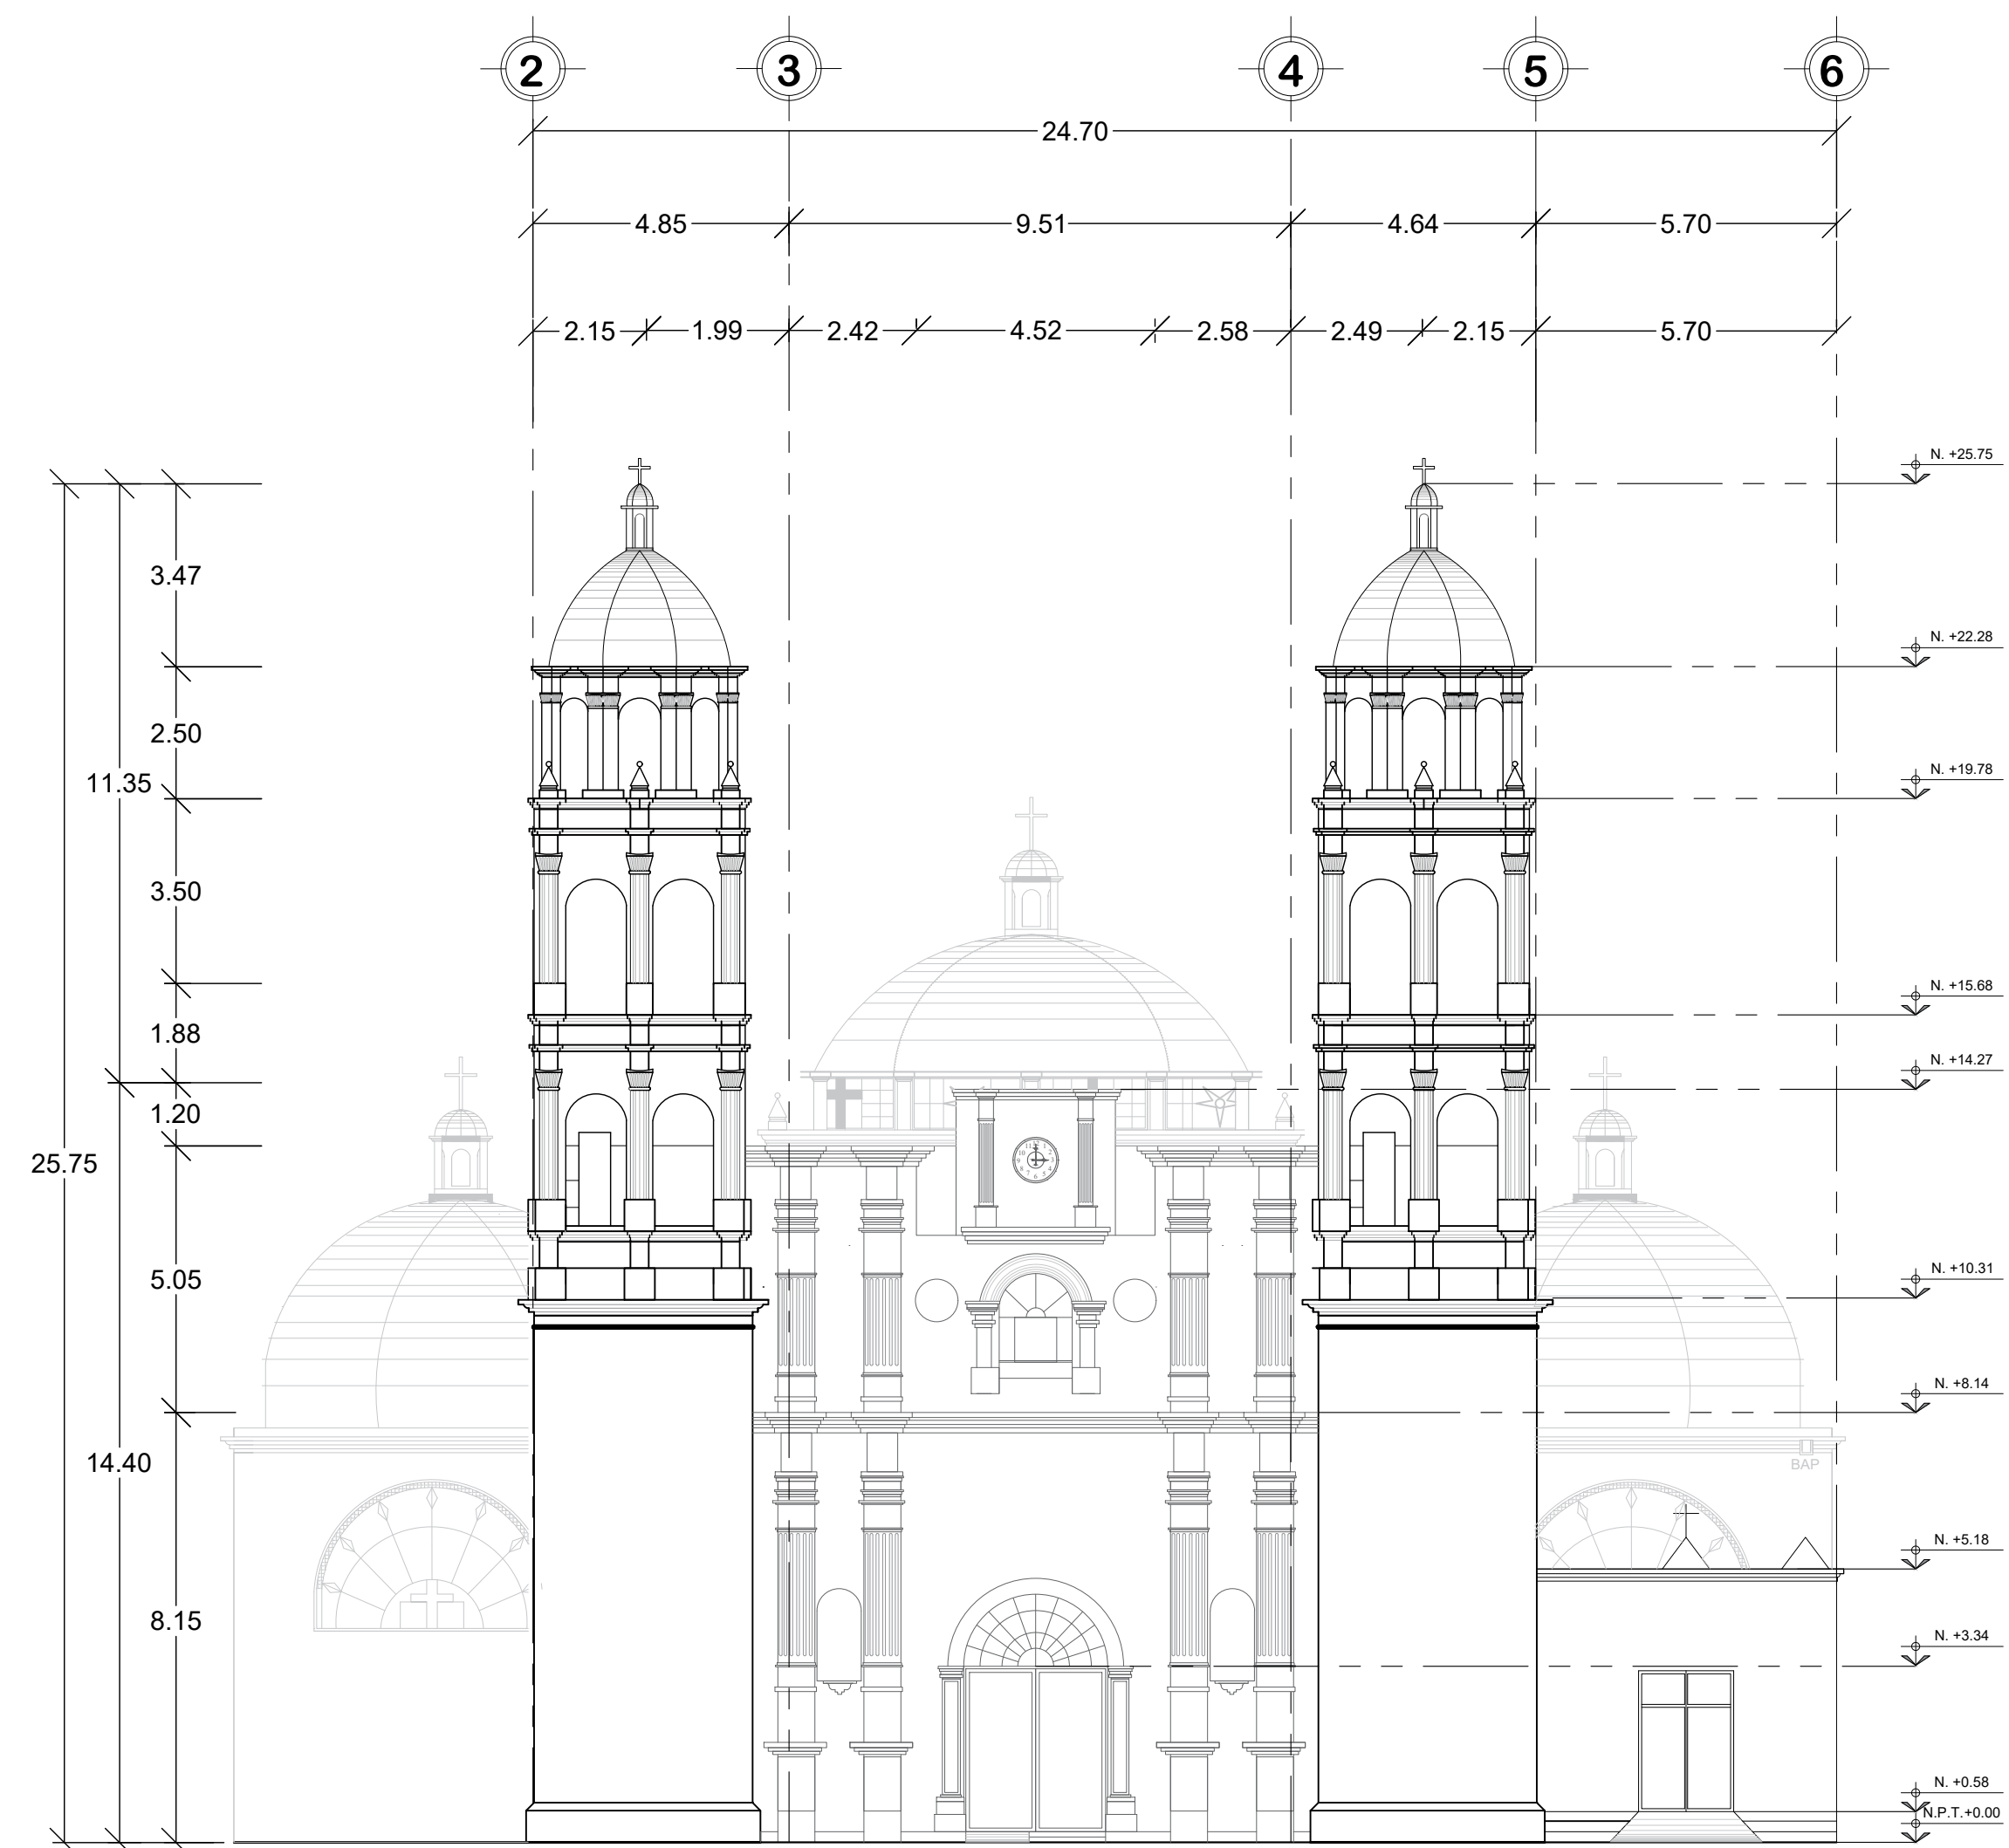 2 3 4 5 6
24.70
4.85 9.51 4.64 5.70
2.15 1.99 2.42 4.52 2.58 2.49 2.15 5.70
N. +25.75
3.47
N. +22.28
2.50
N. +19.78
11.35
3.50
N. +15.68
1.88
N. +14.27
1.20
25.75
5.05
N. +10.31
N. +8.14
14.40
BAP
N. +5.18
8.15
N. +3.34
N. +0.58
N.P.T.+0.00